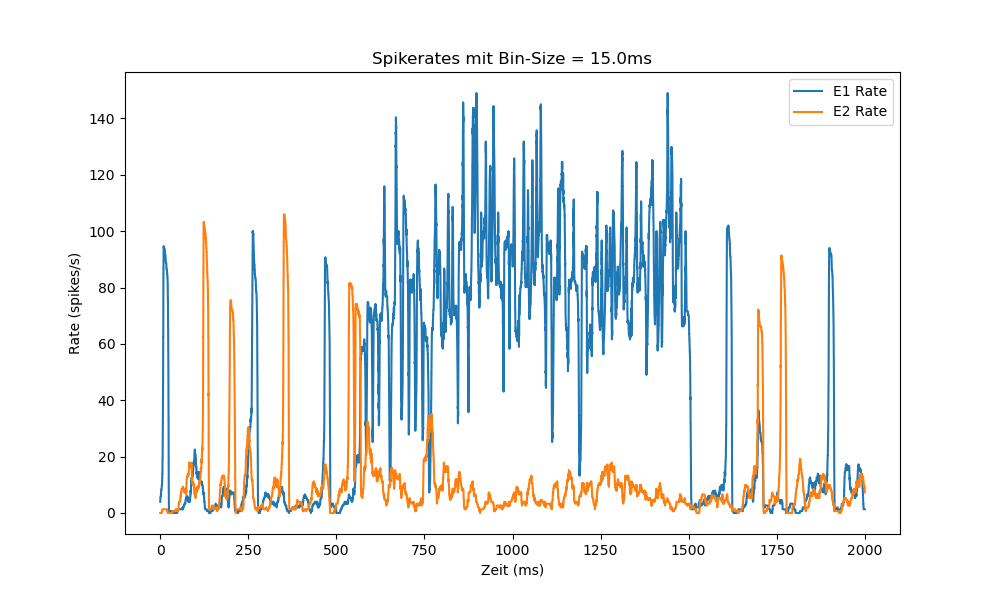 Spikerates mit Bin-Size = 15.0ms
E1 Rate
E2 Rate
140
120
100
80
60
40
20
0
Rate (spikes/s)
0 250 500 750 1000 1250 1500 1750 2000
Zeit (ms)